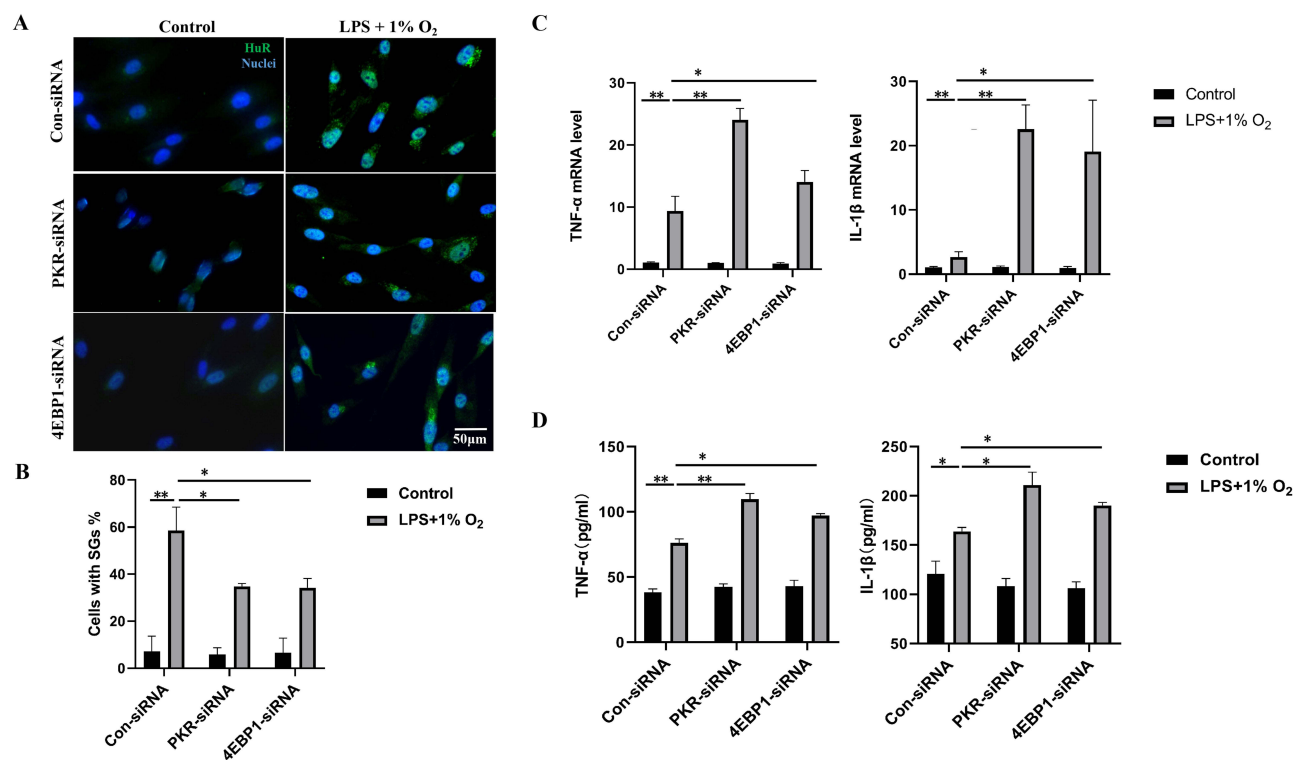 A
Control
LPS + 1% O₂
HuR
Nuclei
Con-siRNA
PKR-siRNA
4EBP1-siRNA
50μm
B
Cells with SGs %
80
60
40
20
0
**
*
*
Con-siRNA
PKR-siRNA
4EBP1-siRNA
Control
LPS+1% O₂
C
TNF-α mRNA level
30
20
10
0
**
**
*
Con-siRNA
PKR-siRNA
4EBP1-siRNA
IL-1β mRNA level
30
20
10
0
**
**
*
Con-siRNA
PKR-siRNA
4EBP1-siRNA
Control
LPS+1% O₂
D
TNF-α(pg/ml)
150
100
50
0
**
**
*
Con-siRNA
PKR-siRNA
4EBP1-siRNA
IL-1β(pg/ml)
250
200
150
100
50
*
*
*
Con-siRNA
PKR-siRNA
4EBP1-siRNA
Control
LPS+1% O₂